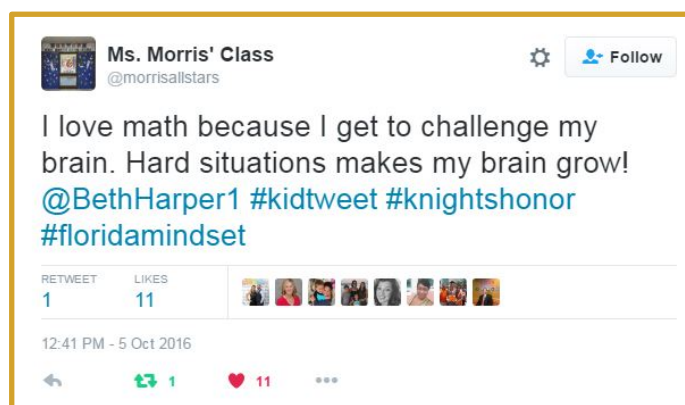 Ms. Morris' Class
@morrisallstars
Follow
I love math because I get to challenge my
brain. Hard situations makes my brain grow!
@BethHarper1 #kidtweet #knightshonor
#floridamindset
RETWEET LIKES
1 11
12:41 PM - 5 Oct 2016
1 11